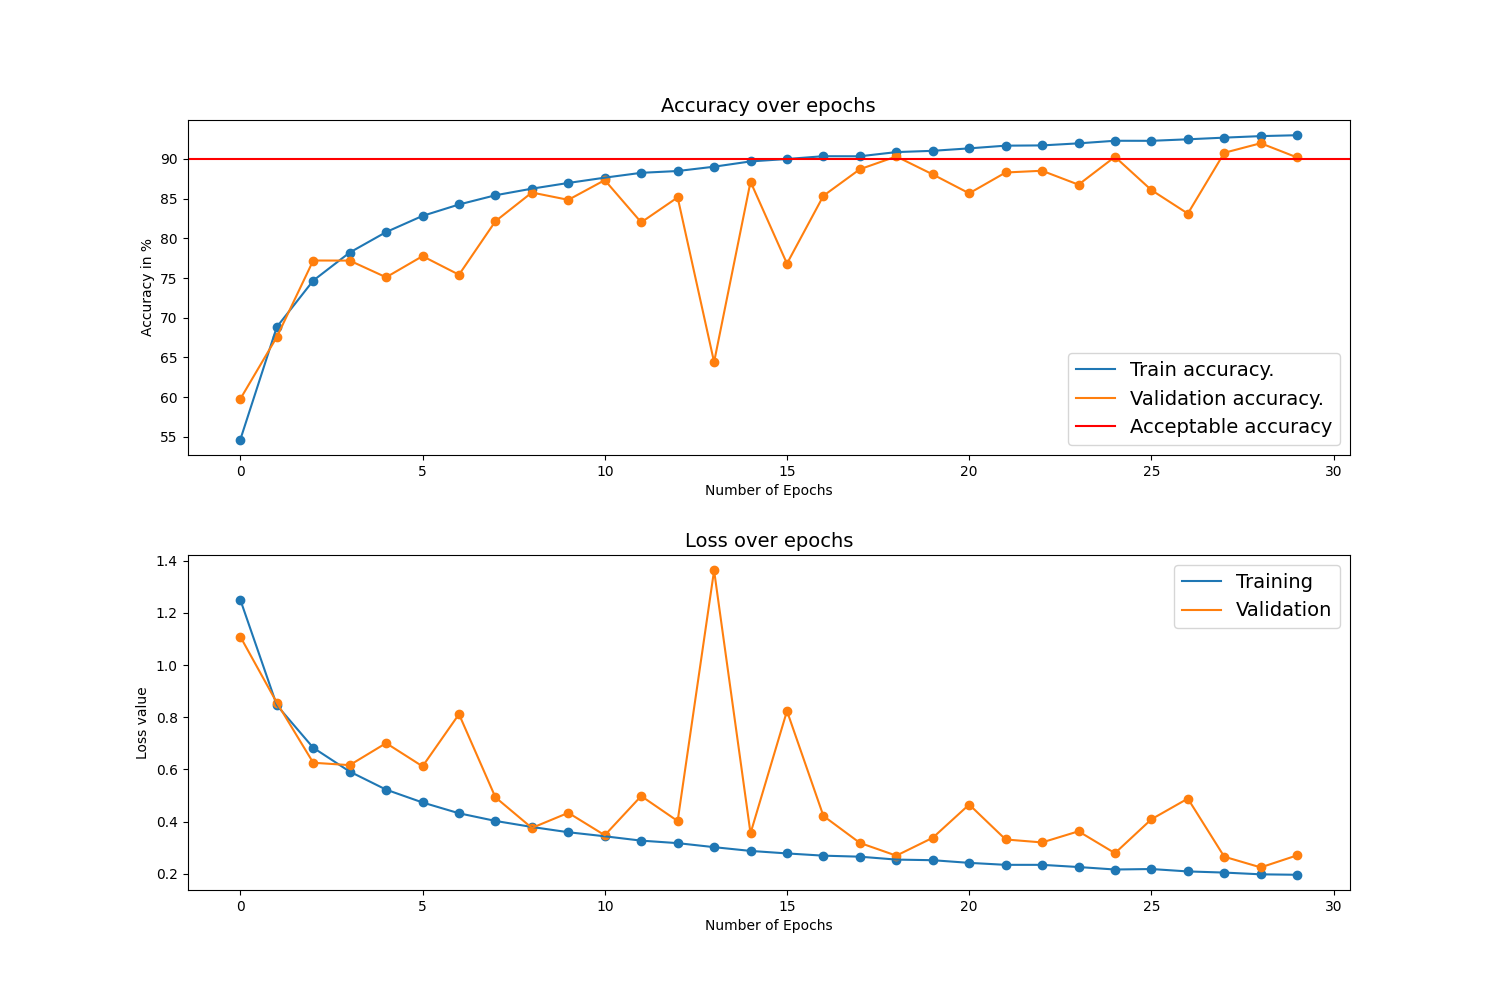 Accuracy over epochs
Accuracy in %
90
85
80
75
70
65
60
55
Train accuracy.
Validation accuracy.
Acceptable accuracy
0 5 10 15 20 25 30
Number of Epochs
Loss over epochs
Loss value
1.4
1.2
1.0
0.8
0.6
0.4
0.2
Training
Validation
0 5 10 15 20 25 30
Number of Epochs